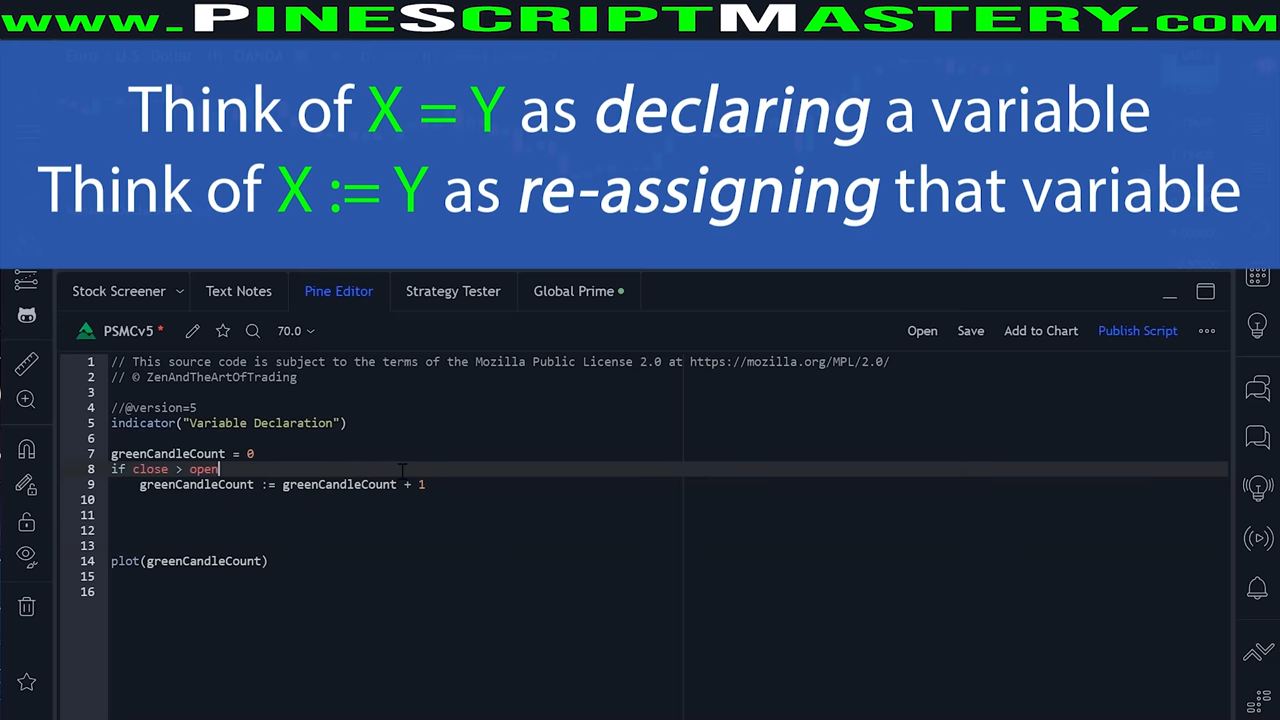 www.PineScriptMastery.com
Think of X = Y as declaring a variable
Think of X := Y as re-assigning that variable
Stock Screener
Text Notes
Pine Editor
Strategy Tester
Global Prime
PSMCv5 *
70.0
Open
Save
Add to Chart
Publish Script
1 // This source code is subject to the terms of the Mozilla Public License 2.0 at https://mozilla.org/MPL/2.0/
2 // © ZenAndTheArtOfTrading
3
4 //@version=5
5 indicator("Variable Declaration")
6
7 greenCandleCount = 0
8 if close > open
9     greenCandleCount := greenCandleCount + 1
10
11
12
13
14 plot(greenCandleCount)
15
16